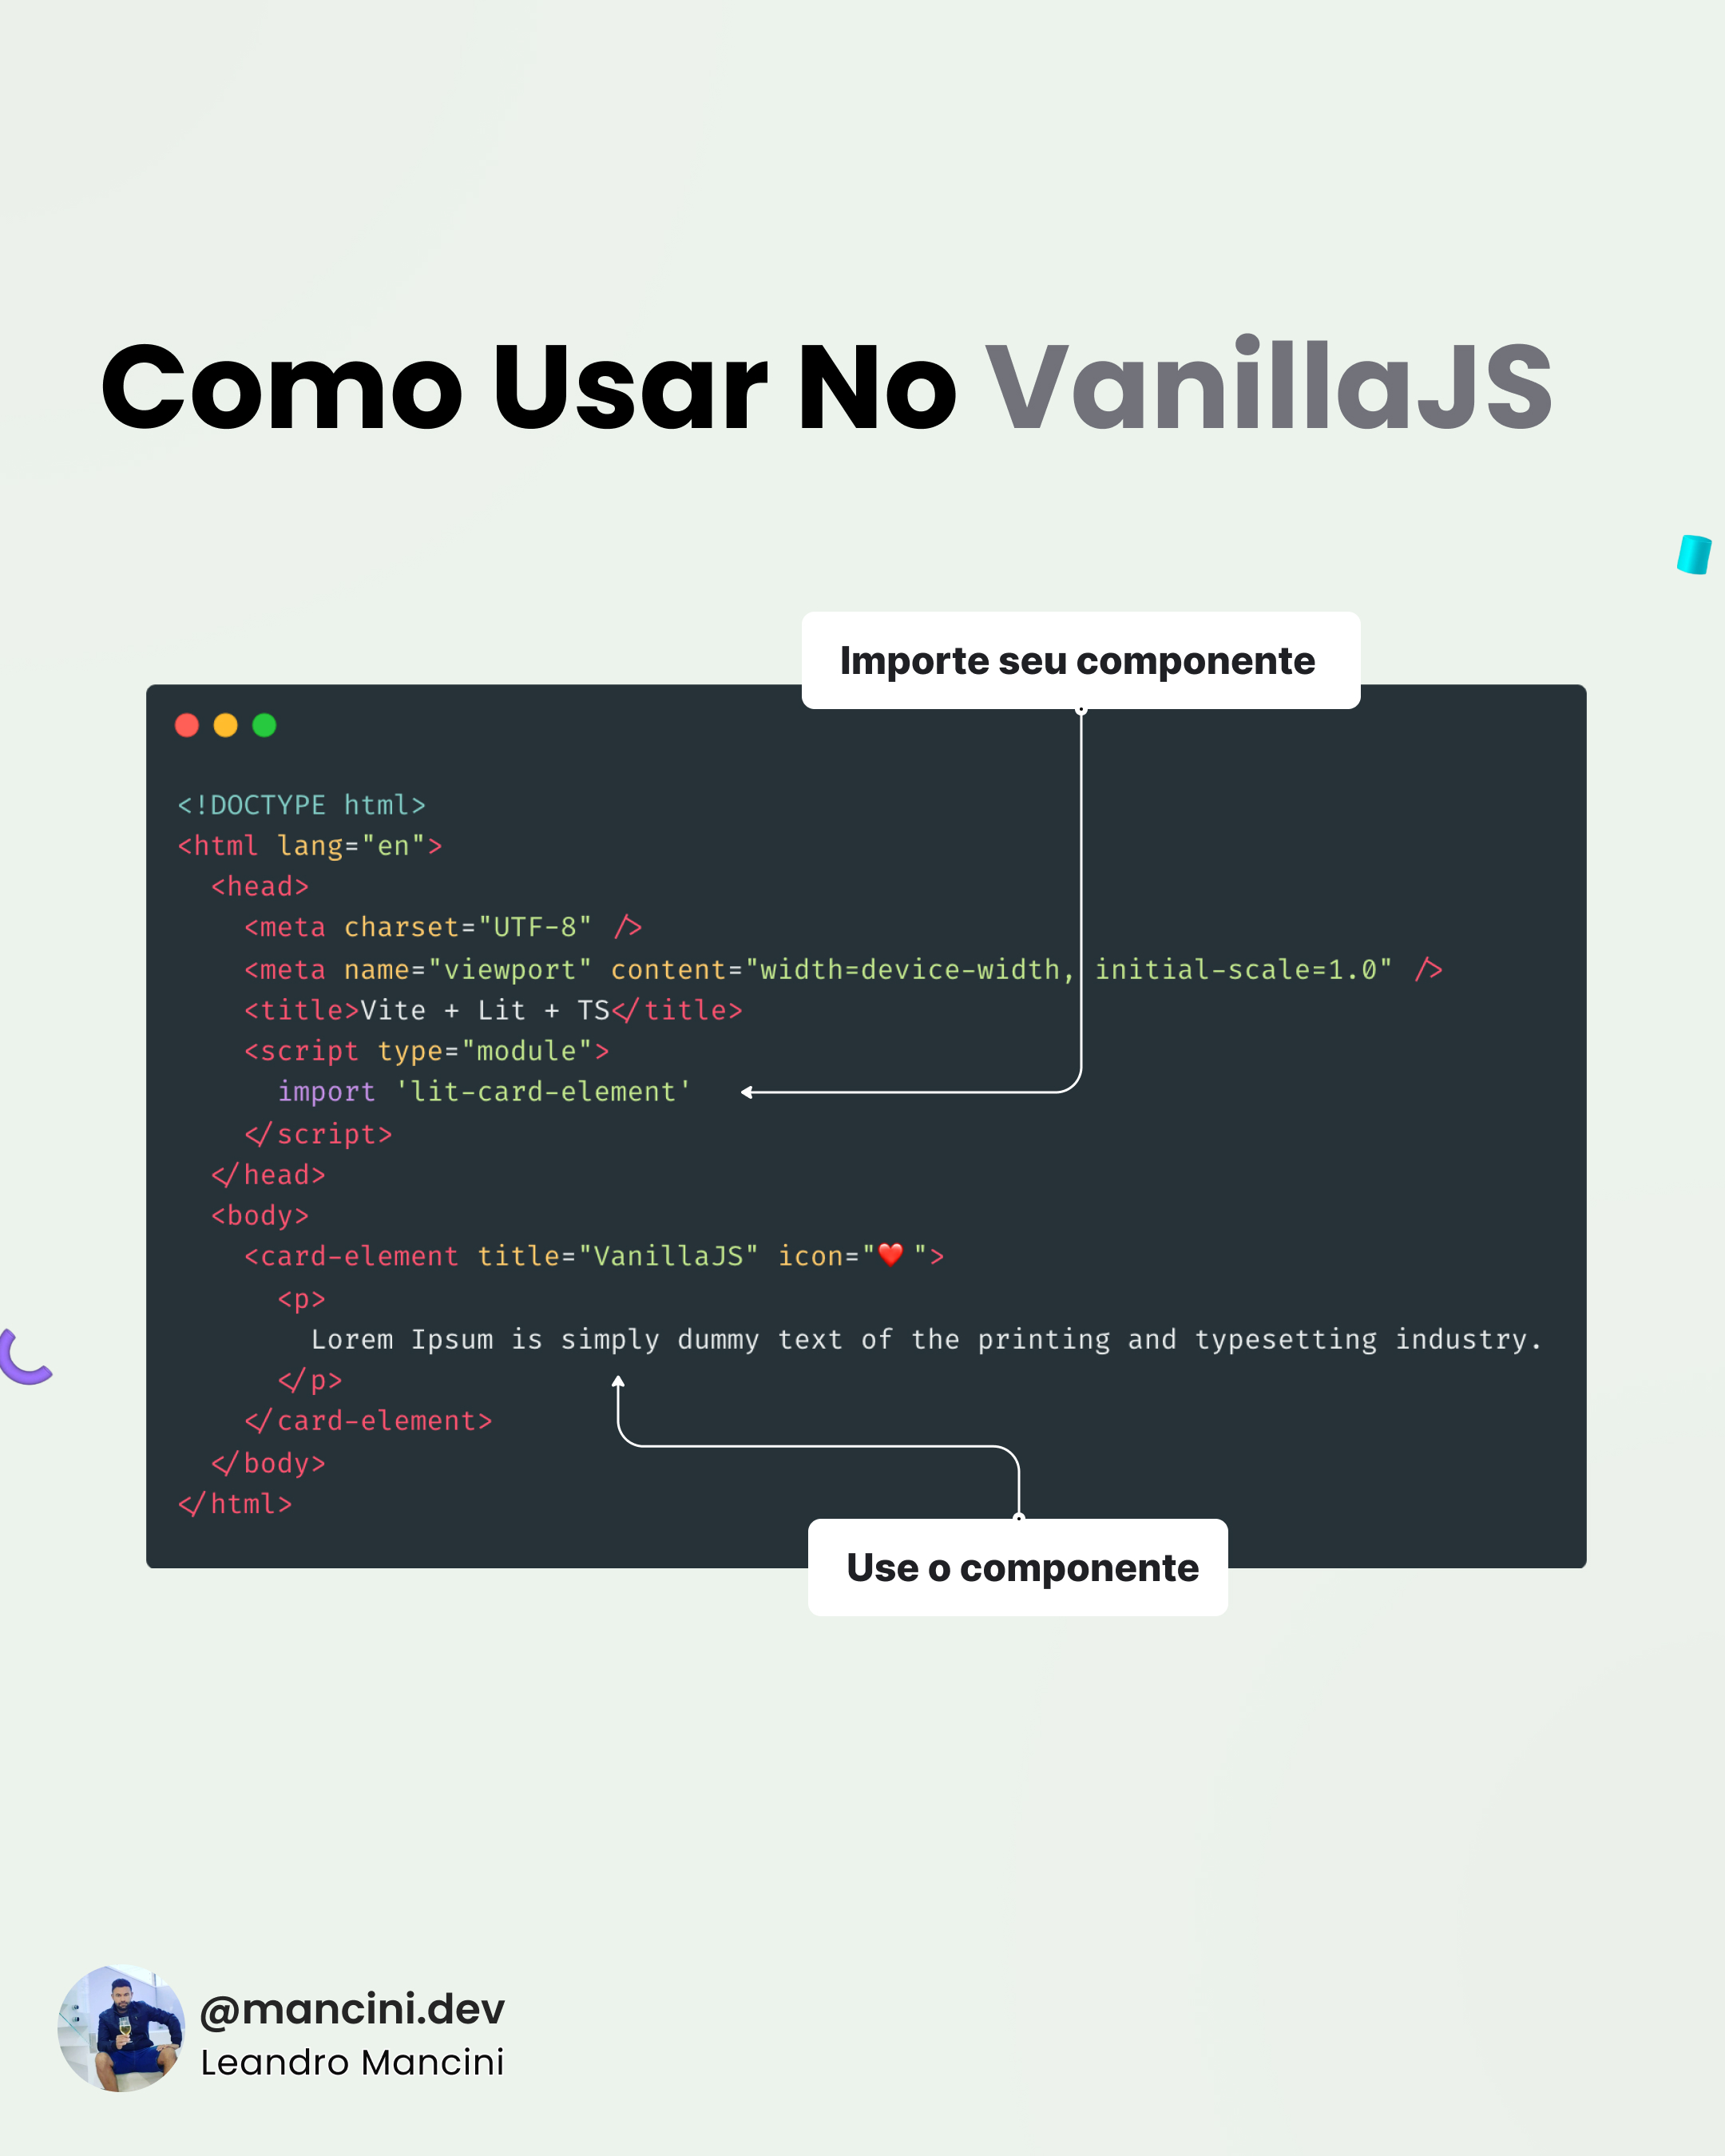 Como Usar No VanillaJS
Importe seu componente
<!DOCTYPE html>
<html lang="en">
  <head>
    <meta charset="UTF-8" />
    <meta name="viewport" content="width=device-width, initial-scale=1.0" />
    <title>Vite + Lit + TS</title>
    <script type="module">
      import 'lit-card-element'
    </script>
  </head>
  <body>
    <card-element title="VanillaJS" icon="❤️ ">
      <p>
        Lorem Ipsum is simply dummy text of the printing and typesetting industry.
      </p>
    </card-element>
  </body>
</html>
Use o componente
@mancini.dev
Leandro Mancini